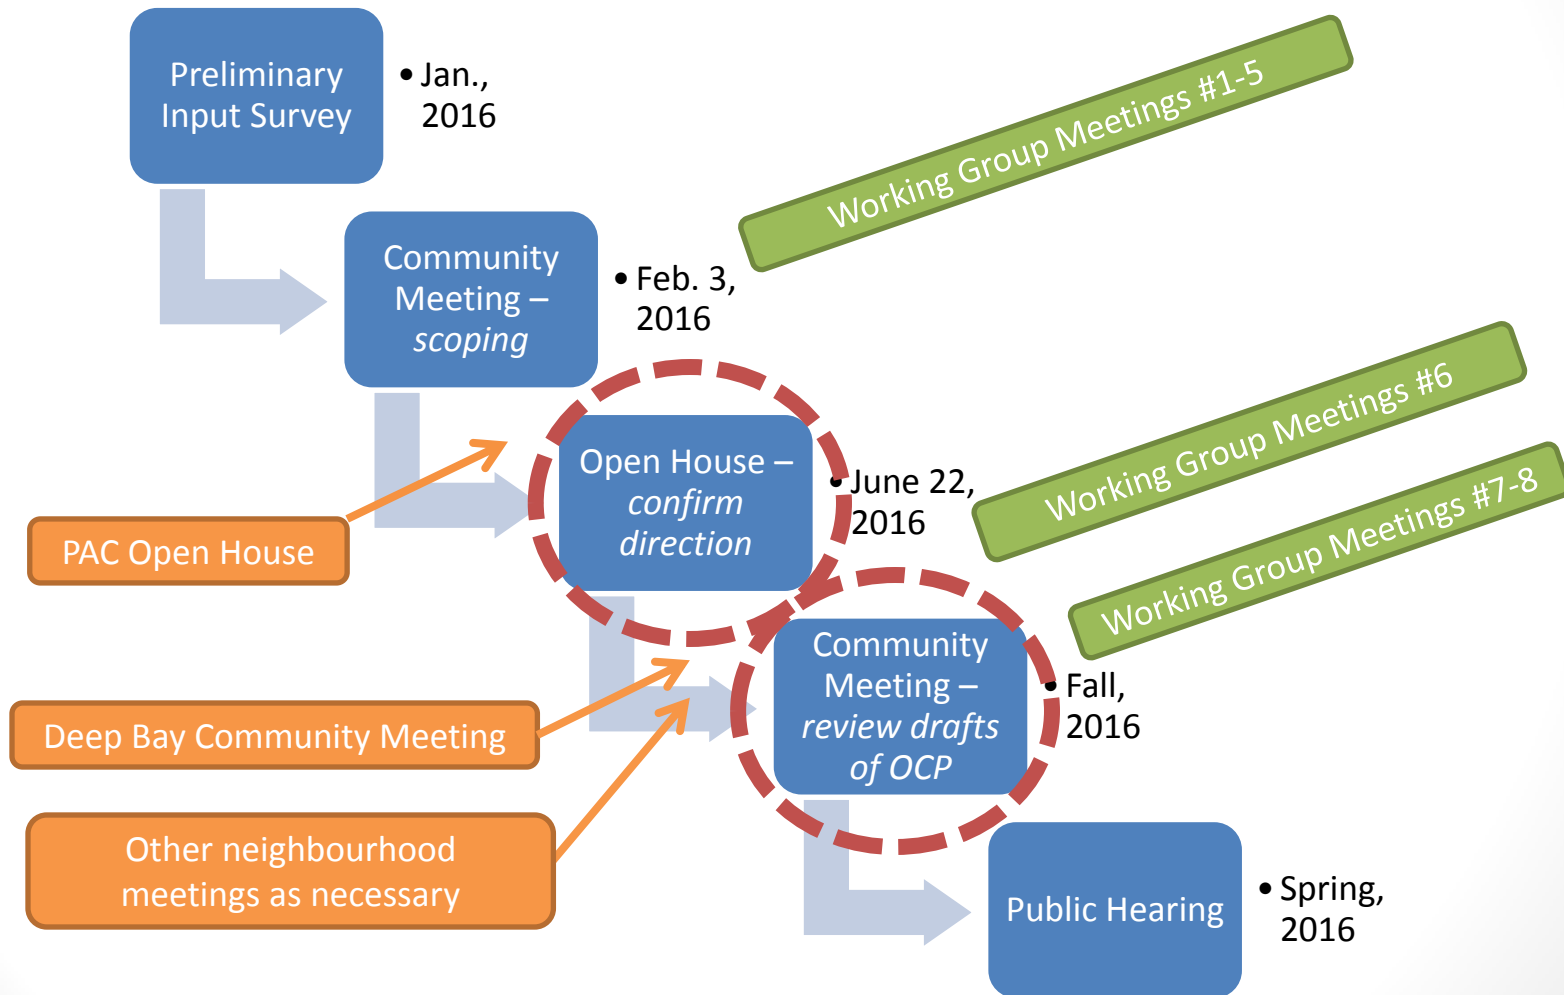 Preliminary
Input Survey
• Jan.,
2016
Working Group Meetings #1-5
Community
Meeting –
scoping
• Feb. 3,
2016
Open House –
confirm
direction
• June 22,
2016
Working Group Meetings #6
PAC Open House
Working Group Meetings #7-8
Community
Meeting –
review drafts
of OCP
• Fall,
2016
Deep Bay Community Meeting
Other neighbourhood
meetings as necessary
Public Hearing
• Spring,
2016